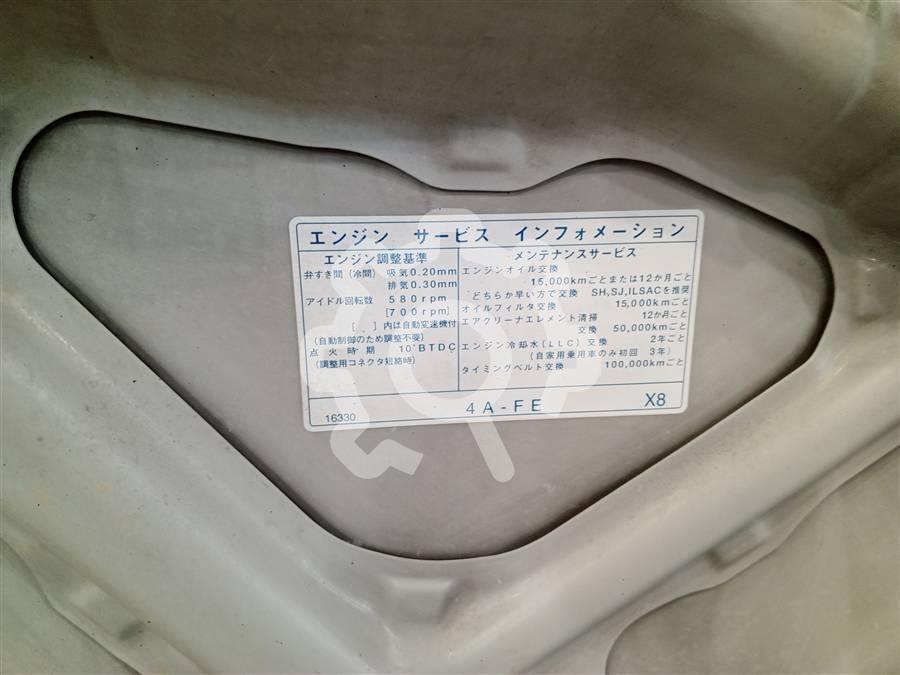 エンジン サービス インフォメーション
エンジン調整基準
弁すき間（冷間） 吸気0.20mm
排気0.30mm
アイドル回転数 580rpm
[700rpm]
[ ]内は自動変速機付
(自動制御のため調整不要)
点火時期 10°BTDC
(調整用コネクタ短絡時)
メンテナンスサービス
エンジンオイル交換
15,000kmごとまたは12か月ごと
どちらか早い方で交換 SH,SJ,ILSACを推奨
オイルフィルタ交換 15,000kmごと
エアクリーナエレメント清掃 12か月ごと
交換 50,000kmごと
エンジン冷却水(LLC)交換 2年ごと
(自家用乗用車のみ初回 3年)
タイミングベルト交換 100,000kmごと
16330 4A-FE X8